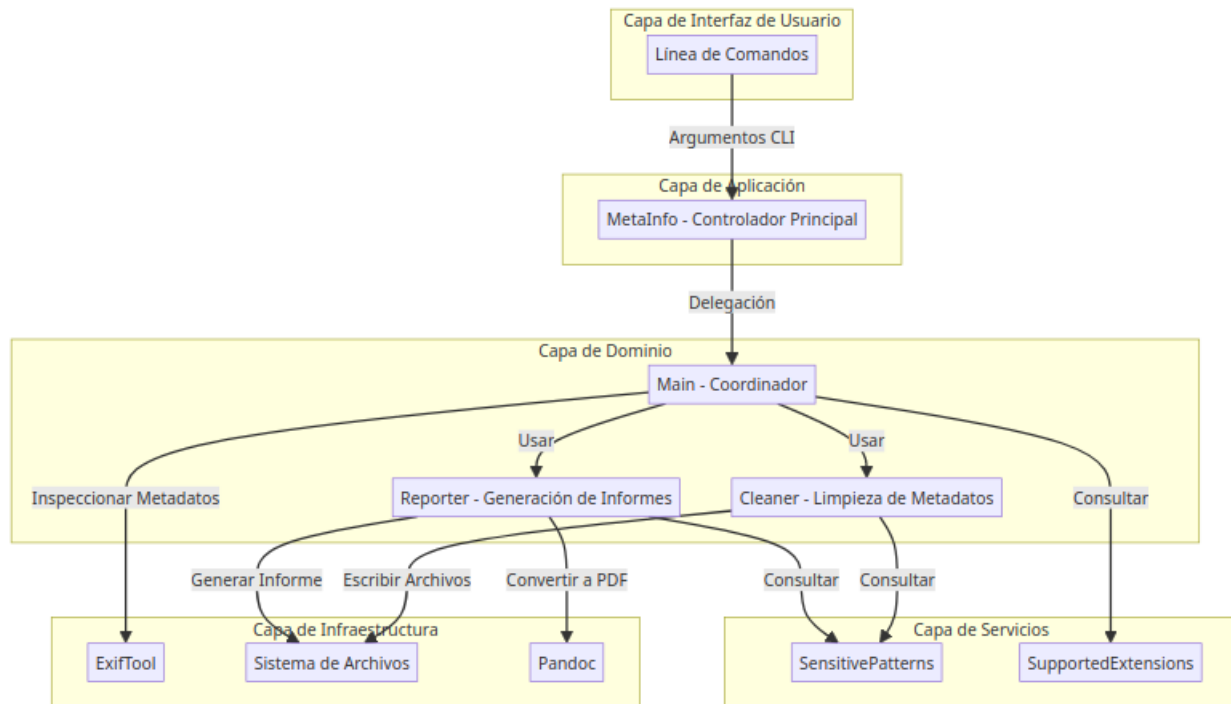 Capa de Interfaz de Usuario
Línea de Comandos
Argumentos CLI
Capa de Aplicación
MetaInfo - Controlador Principal
Delegación
Capa de Dominio
Main - Coordinador
Usar
Usar
Inspeccionar Metadatos
Reporter - Generación de Informes
Cleaner - Limpieza de Metadatos
Consultar
Generar Informe
Escribir Archivos
Convertir a PDF
Consultar
Consultar
Capa de Infraestructura
Capa de Servicios
ExifTool
Sistema de Archivos
Pandoc
SensitivePatterns
SupportedExtensions